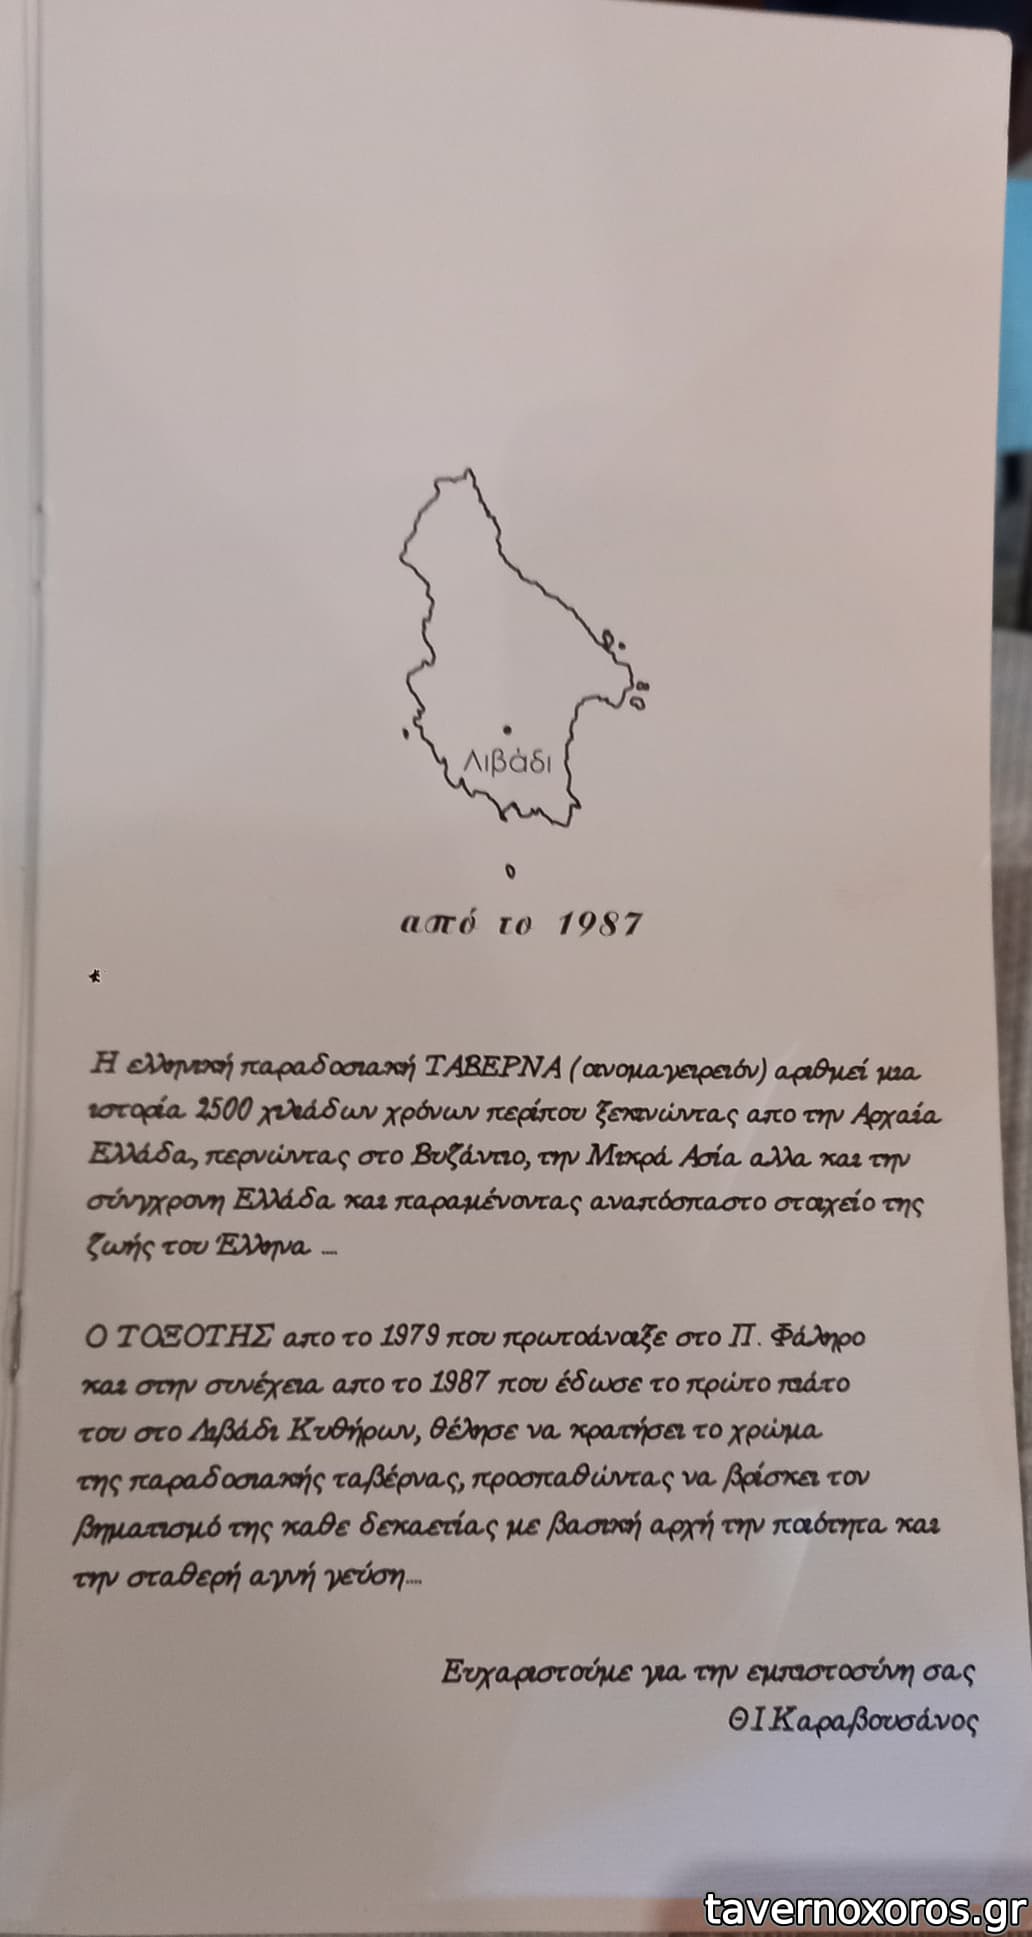 Λιβάδι
από το 1987
*
Η ελληνική παραδοσιακή ΤΑΒΕΡΝΑ (οινομαγειρειόν) αριθμεί μια
ιστορία 2500 χιλιάδων χρόνων περίπου ξεκινώντας απο την Αρχαία
Ελλάδα, περνώντας στο Βυζάντιο, την Μικρά Ασία αλλα και την
σύνγχρονη Ελλάδα και παραμένοντας αναπόσπαστο στοιχείο της
ζωής του Έλληνα ...
Ο ΤΟΞΟΤΗΣ απο το 1979 που πρωτοάνοιξε στο Π. Φάληρο
και στην συνέχεια απο το 1987 που έδωσε το πρώτο πιάτο
του στο Λιβάδι Κυθήρων, θέλησε να κρατήσει το χρώμα
της παραδοσιακής ταβέρνας, προσπαθώντας να βρίσκει τον
βηματισμό της καθε δεκαετίας με βασική αρχή την ποιότητα και
την σταθερή αγνή γεύση....
Ευχαριστούμε για την εμπιστοσύνη σας
Θ Ι Καραβουσάνος
tavernoxoros.gr